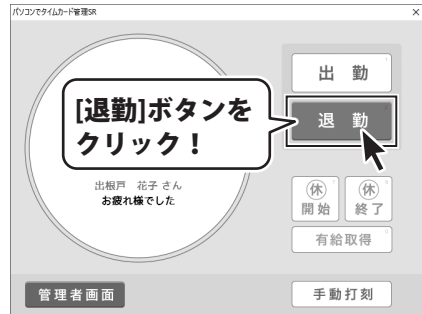 パソコンでタイムカード管理SR
×
出 勤
[退勤]ボタンを
クリック！
退 勤
出根戸 花子 さん
お疲れ様でした
休
開始
休
終了
有給取得
管理者画面
手動打刻